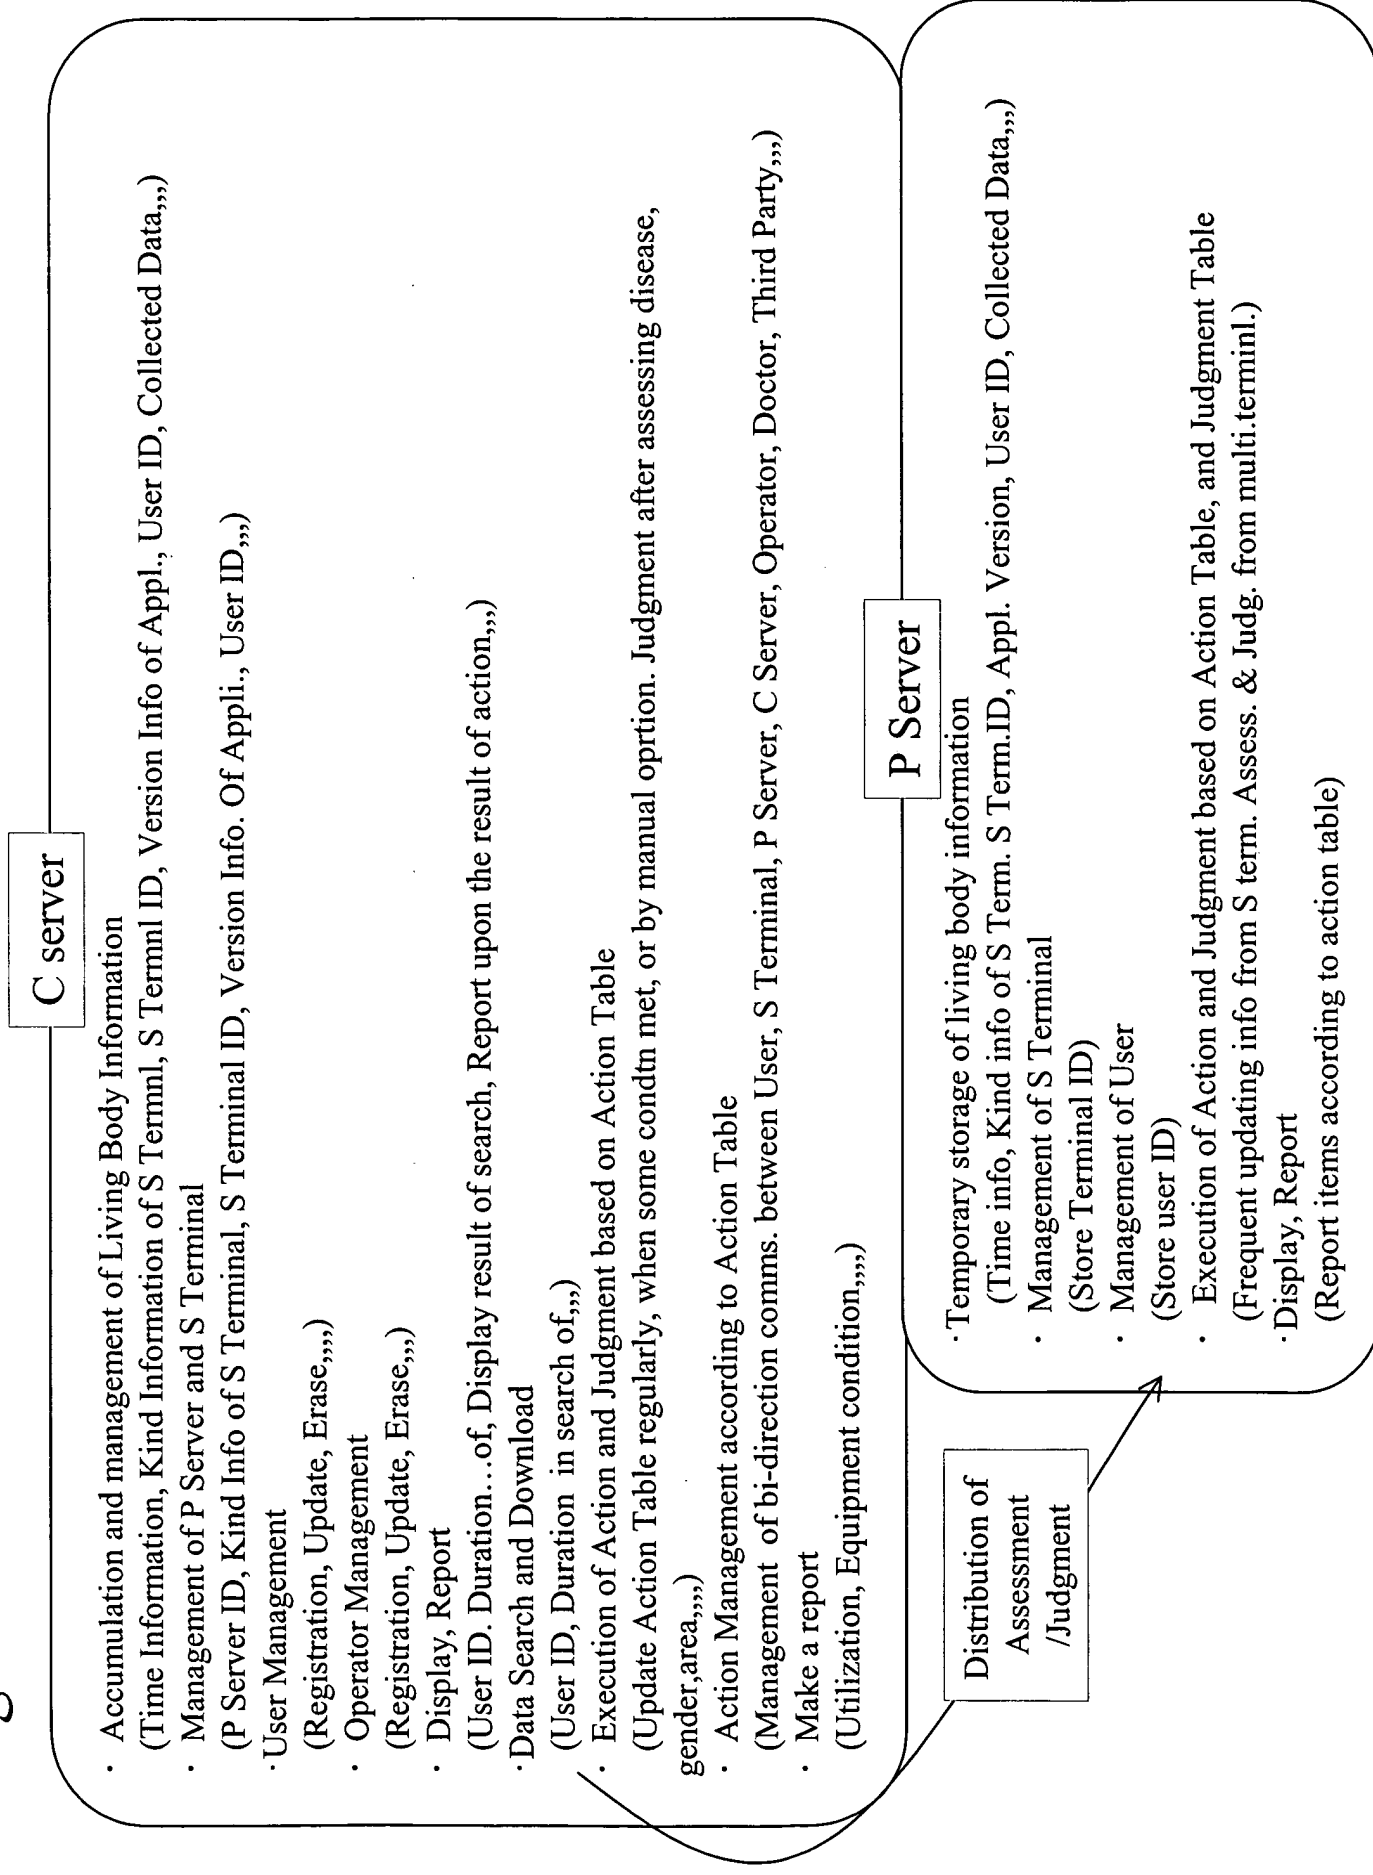 C server
· Accumulation and management of Living Body Information
(Time Information, Kind Information of S Termnl, S Termnl ID, Version Info of Appl., User ID, Collected Data,,,)
· Management of P Server and S Terminal
(P Server ID, Kind Info of S Terminal, S Terminal ID, Version Info. Of Appli., User ID,,,)
·User Management
(Registration, Update, Erase,,,,)
· Operator Management
(Registration, Update, Erase,,,)
· Display, Report
(User ID. Duration...of, Display result of search, Report upon the result of action,,,)
·Data Search and Download
(User ID, Duration in search of,,,)
· Execution of Action and Judgment based on Action Table
(Update Action Table regularly, when some condtn met, or by manual oprtion. Judgment after assessing disease,
gender,area,,,,)
· Action Management according to Action Table
(Management of bi-direction comms. between User, S Terminal, P Server, C Server, Operator, Doctor, Third Party,,,)
· Make a report
(Utilization, Equipment condition,,,,)
P Server
·Temporary storage of living body information
(Time info, Kind info of S Term. S Term.ID, Appl. Version, User ID, Collected Data,,,)
· Management of S Terminal
(Store Terminal ID)
· Management of User
(Store user ID)
· Execution of Action and Judgment based on Action Table, and Judgment Table
(Frequent updating info from S term. Assess. & Judg. from multi.terminl.)
·Display, Report
(Report items according to action table)
Distribution of
Assessment
/Judgment